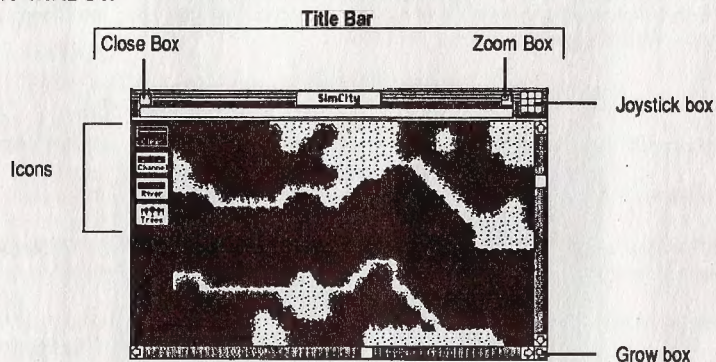 Title Bar
Close Box
Zoom Box
SimCity
Joystick box
Icons
Clear
Channel
River
Trees
Grow box